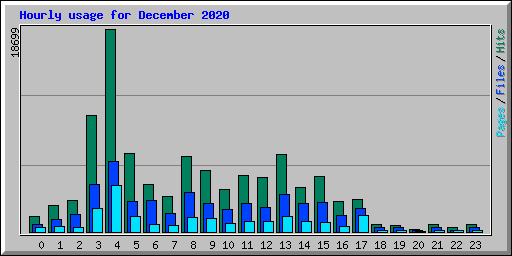 Hourly usage for December 2020
18699
Pages / Files / Hits
0 1 2 3 4 5 6 7 8 9 10 11 12 13 14 15 16 17 18 19 20 21 22 23